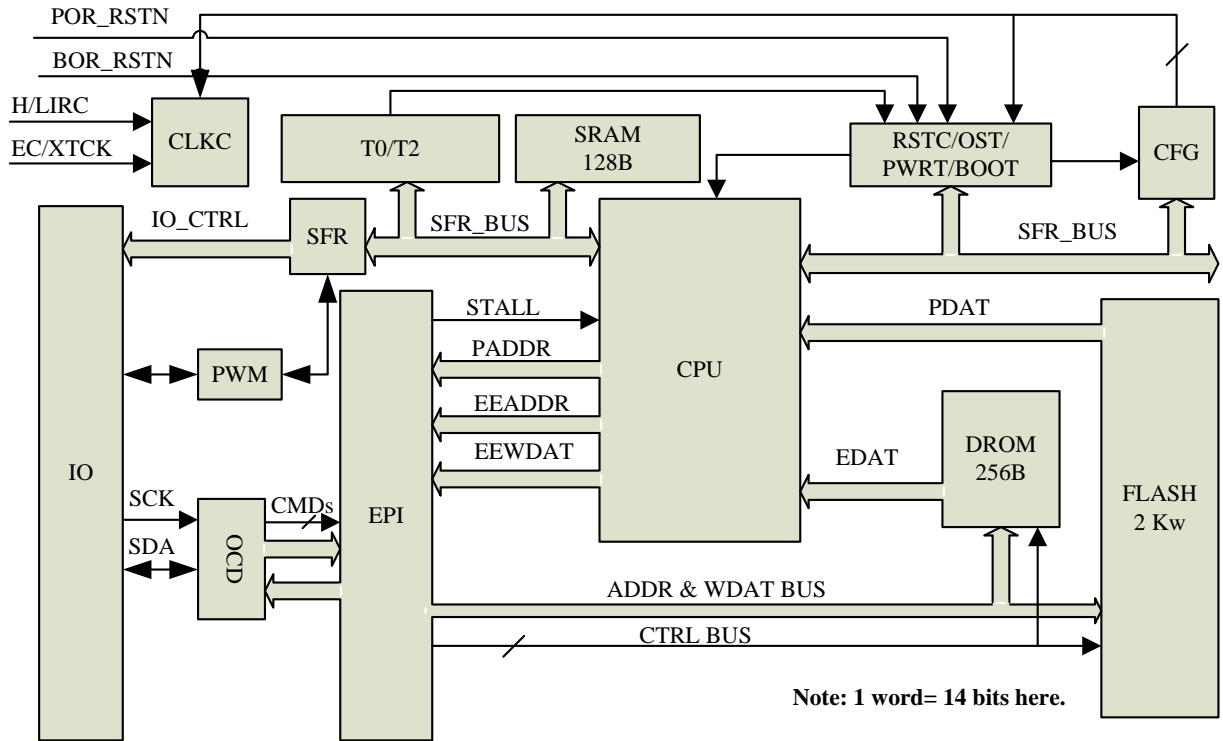 POR_RSTN
BOR_RSTN
H/LIRC
EC/XTCK
CLKC
T0/T2
SRAM
128B
RSTC/OST/
PWRT/BOOT
CFG
IO_CTRL
SFR
SFR_BUS
SFR_BUS
STALL
PDAT
PADDR
CPU
PWM
EEADDR
EEWDAT
EDAT
DROM
256B
IO
SCK
CMDs
EPI
FLASH
2 Kw
SDA
OCD
ADDR & WDAT BUS
CTRL BUS
Note: 1 word= 14 bits here.